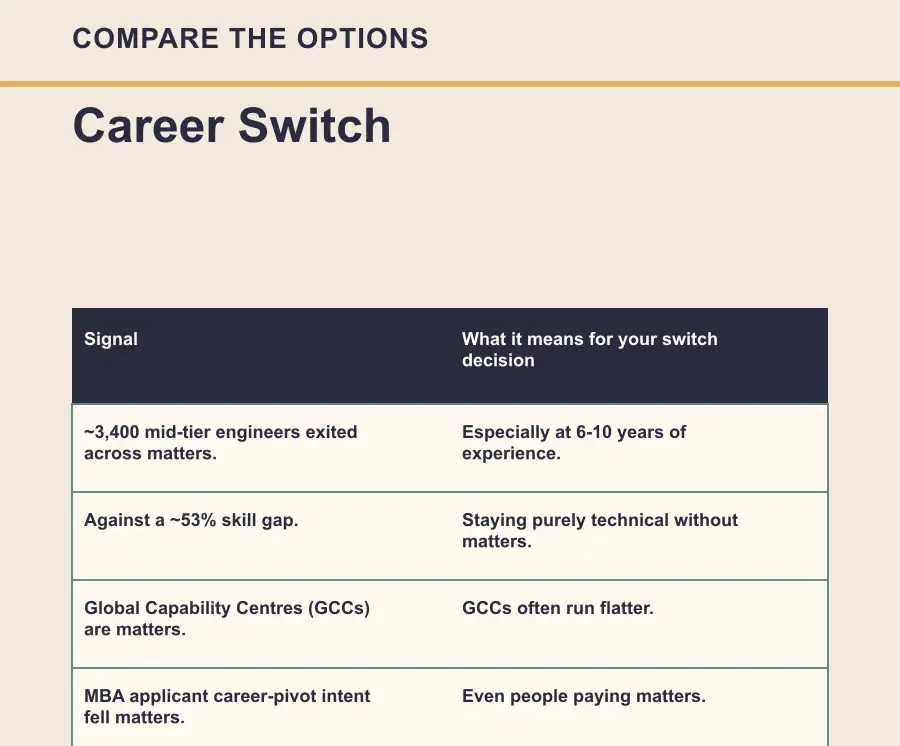 COMPARE THE OPTIONS
Career Switch
Signal
What it means for your switch
decision
~3,400 mid-tier engineers exited
across matters.
Especially at 6-10 years of
experience.
Against a ~53% skill gap.
Staying purely technical without
matters.
Global Capability Centres (GCCs)
are matters.
GCCs often run flatter.
MBA applicant career-pivot intent
fell matters.
Even people paying matters.